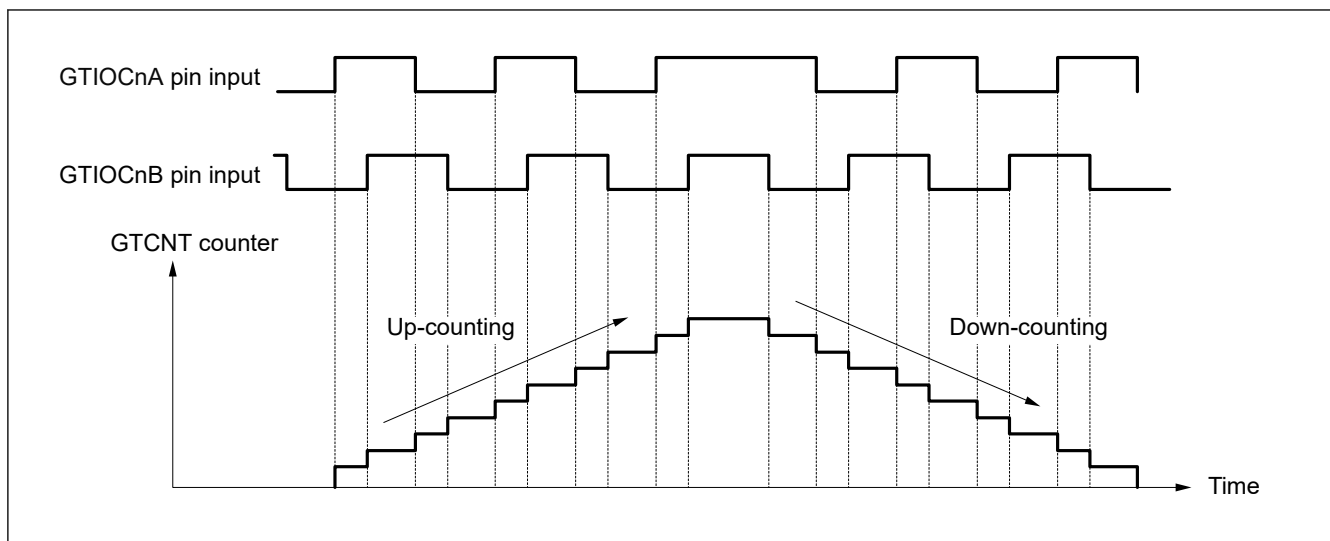 GTIOCnA pin input
GTIOCnB pin input
GTCNT counter
Up-counting
Down-counting
Time